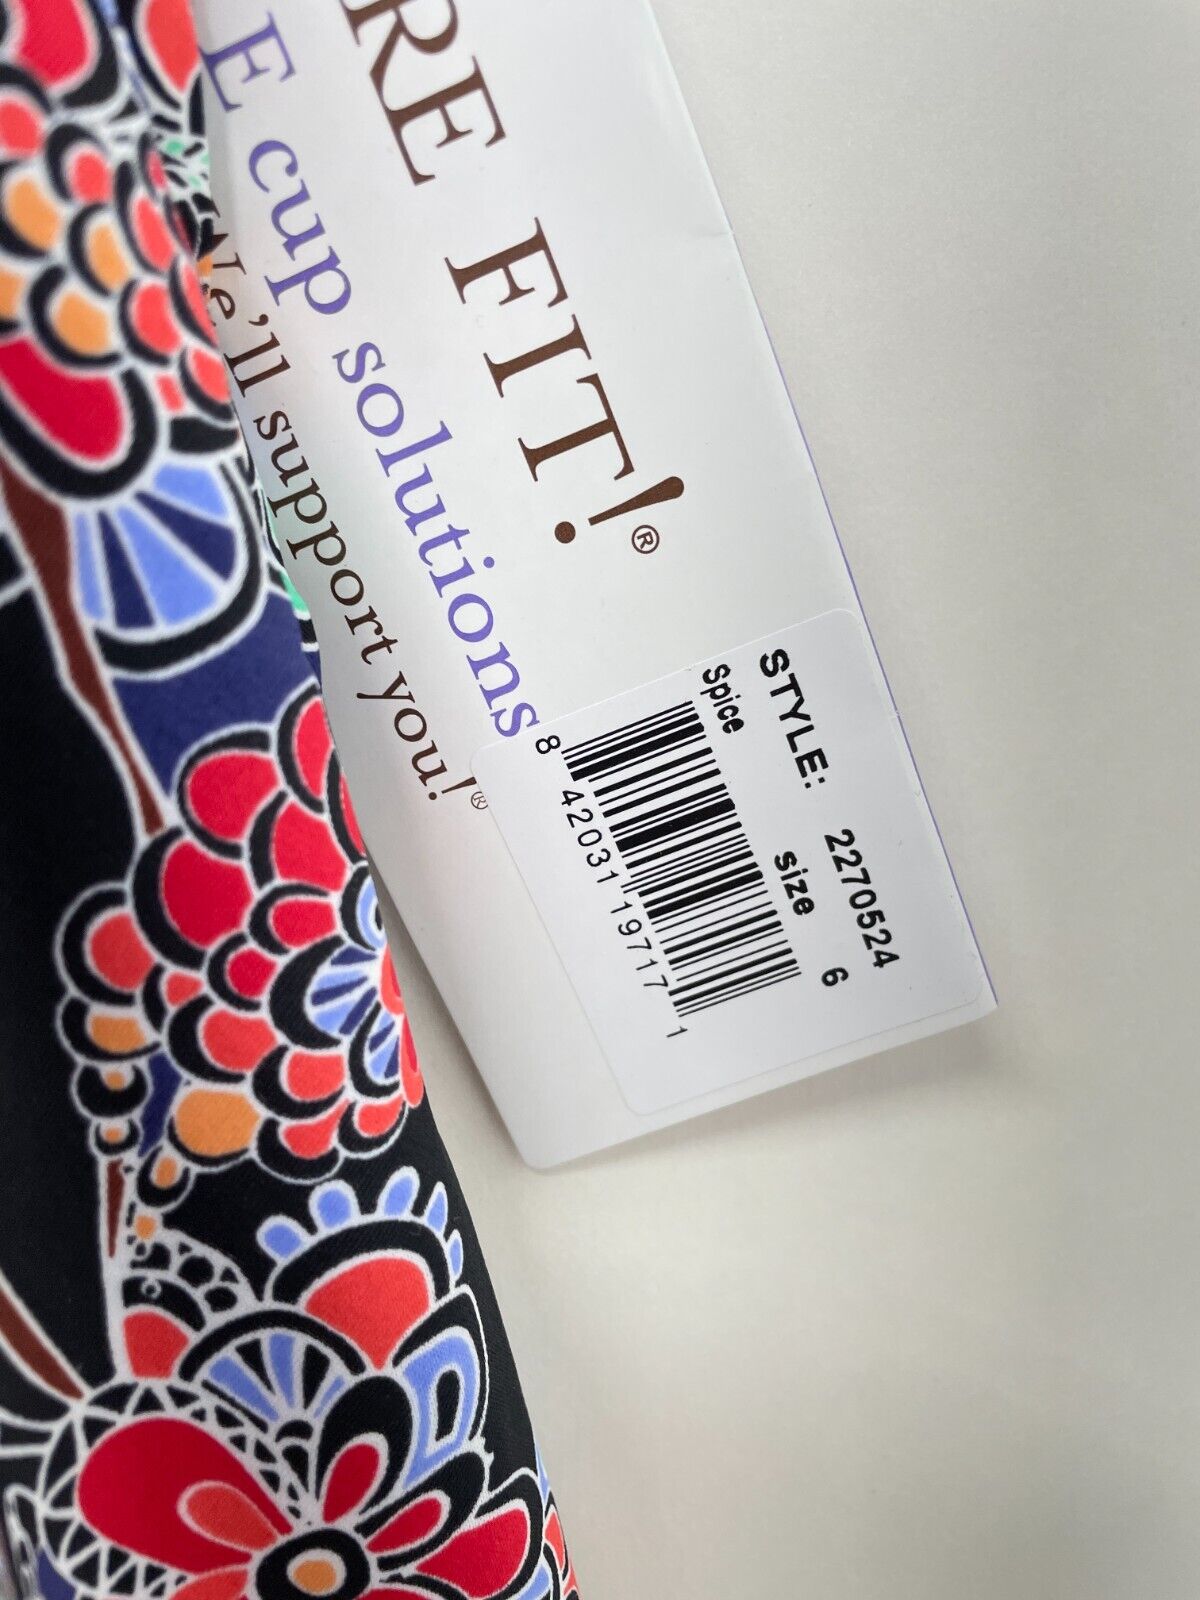 RE FIT!®
E cup solutions
We'll support you!®
STYLE: 2270524
Spice size 6
8 42031 19717 1